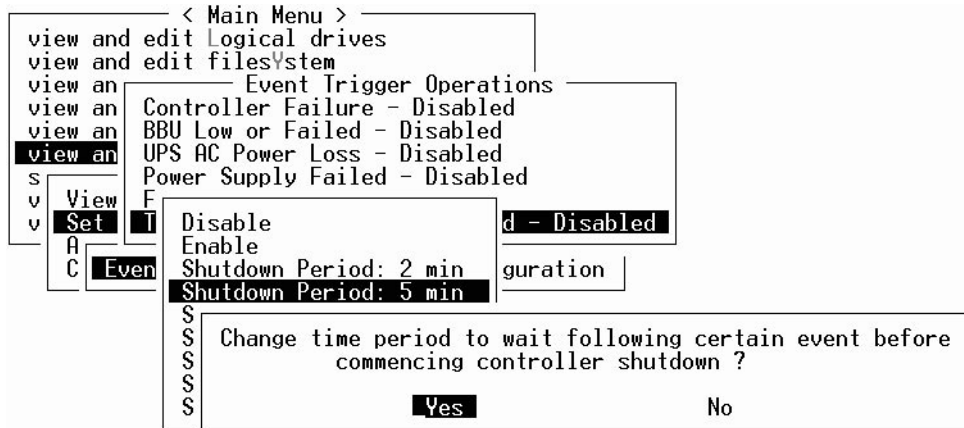 < Main Menu >
view and edit Logical drives
view and edit filesYstem
view an
Event Trigger Operations
view an
Controller Failure - Disabled
view an
BBU Low or Failed - Disabled
view an
UPS AC Power Loss - Disabled
s
Power Supply Failed - Disabled
v
View
F
v
Set
T
d - Disabled
Disable
A
Enable
C
Even
Shutdown Period: 2 min
guration
Shutdown Period: 5 min
S
S
Change time period to wait following certain event before
S
commencing controller shutdown ?
S
S
Yes
No